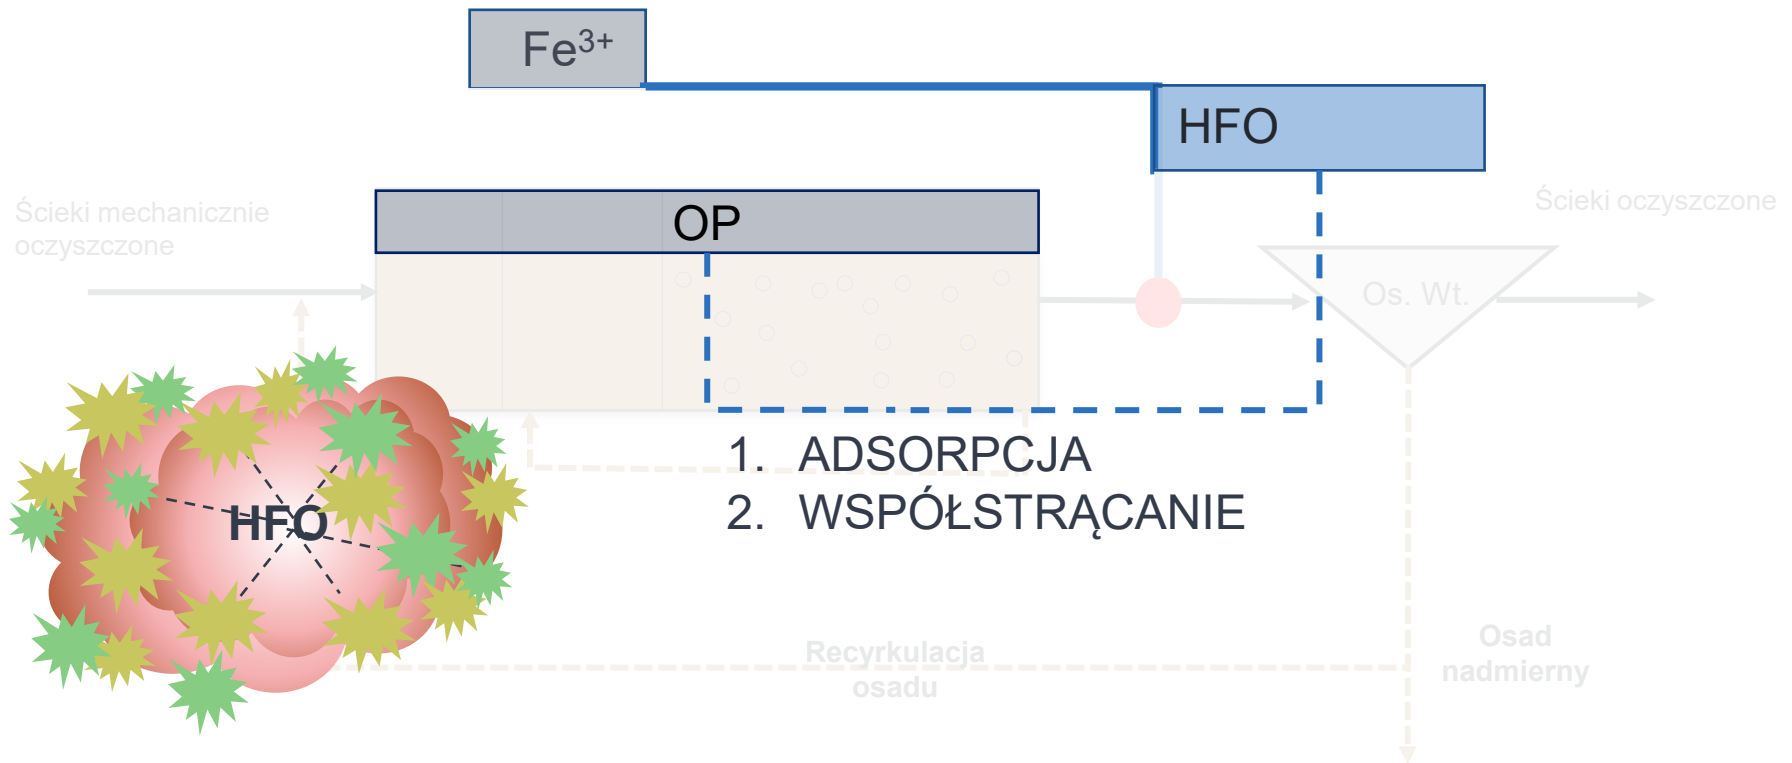 Fe³⁺
HFO
Ścieki mechanicznie
oczyszczone
OP
Ścieki oczyszczone
Os. Wt.
1. ADSORPCJA
2. WSPÓŁSTRĄCANIE
HFO
Recyrkulacja
osadu
Osad
nadmierny